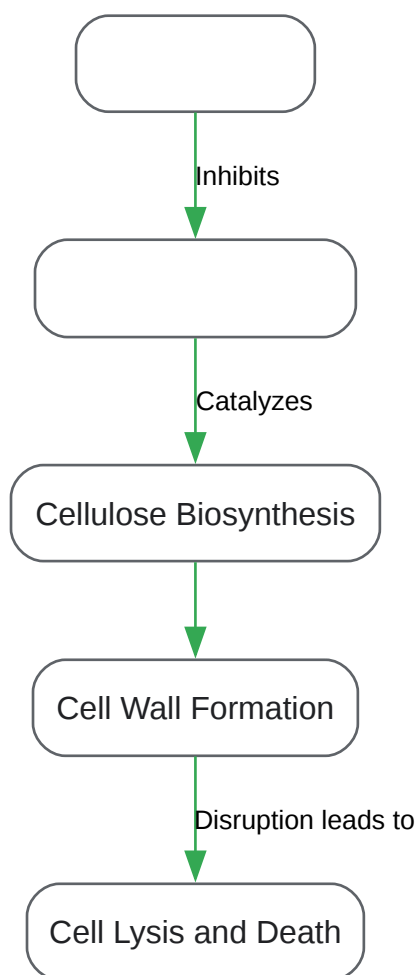 Inhibits
Catalyzes
Cellulose Biosynthesis
Cell Wall Formation
Disruption leads to
Cell Lysis and Death